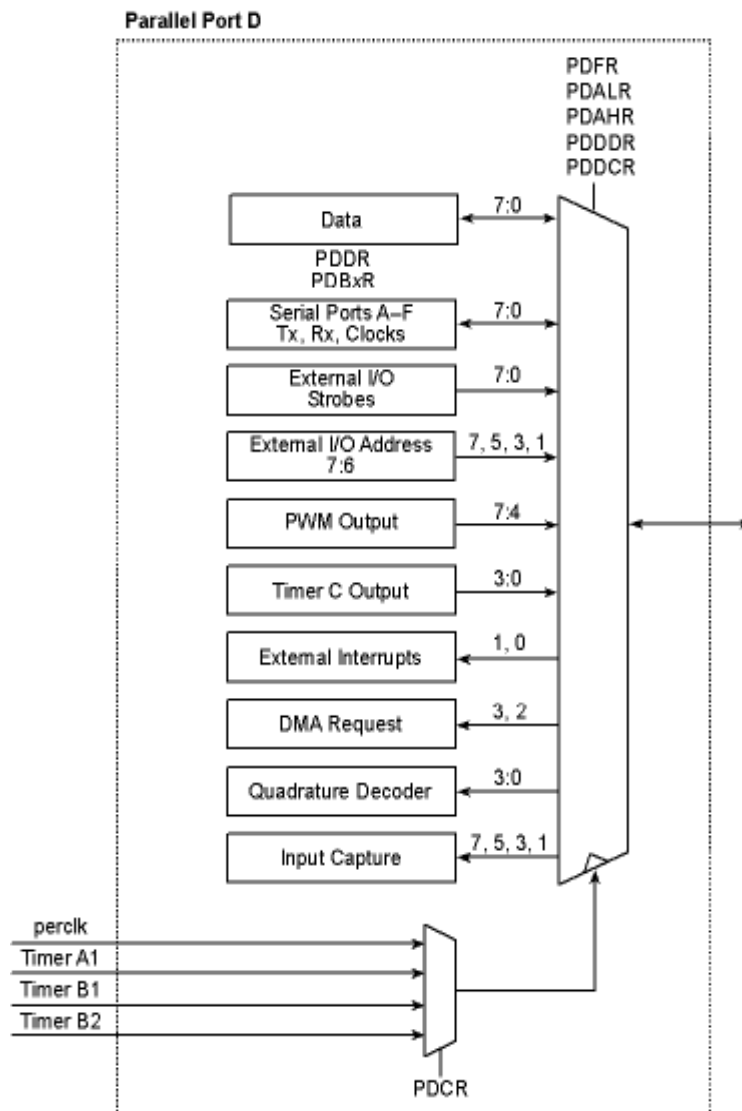 Parallel Port D
PDFR
PDALR
PDAHR
PDDDR
PDDCR
Data
7:0
PDDR
PDBxR
Serial Ports A–F
Tx, Rx, Clocks
7:0
External I/O
Strobes
7:0
External I/O Address
7:6
7, 5, 3, 1
PWM Output
7:4
Timer C Output
3:0
External Interrupts
1, 0
DMA Request
3, 2
Quadrature Decoder
3:0
Input Capture
7, 5, 3, 1
perclk
Timer A1
Timer B1
Timer B2
PDCR